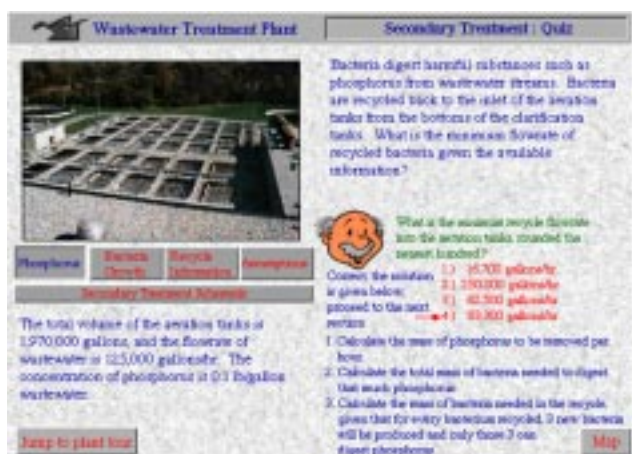 Wastewater Treatment Plant
Secondary Treatment : Quiz
Bacteria digest harmful substances such as
phosphorus from wastewater streams. Bacteria
are recycled back to the inlet of the aeration
tanks from the bottoms of the clarification
tanks. What is the minimum flowrate of
recycled bacteria given the available
information?
What is the minimum recycle flowrate
into the aeration tanks, rounded the
nearest hundred?
Phosphorus
Bacteria
Growth
Recycle
Information
Assumptions
Secondary Treatment Schematic
Correct, the solution
is given below;
proceed to the next
section
1.) gallons/hr
2.) gallons/hr
3.) gallons/hr
4.) gallons/hr
The total volume of the aeration tanks is
1,970,000 gallons, and the flowrate of
wastewater is 125,000 gallons/hr. The
concentration of phosphorus is 0.1 lb/gallon
wastewater.
1. Calculate the mass of phosphorus to be removed per
hour.
2. Calculate the total mass of bacteria needed to digest
that much phosphorus
3. Calculate the mass of bacteria needed in the recycle,
given that for every bacterium recycled, 3 new bacteria
will be produced and only those 3 can
digest phosphorus
Jump to plant tour
Map